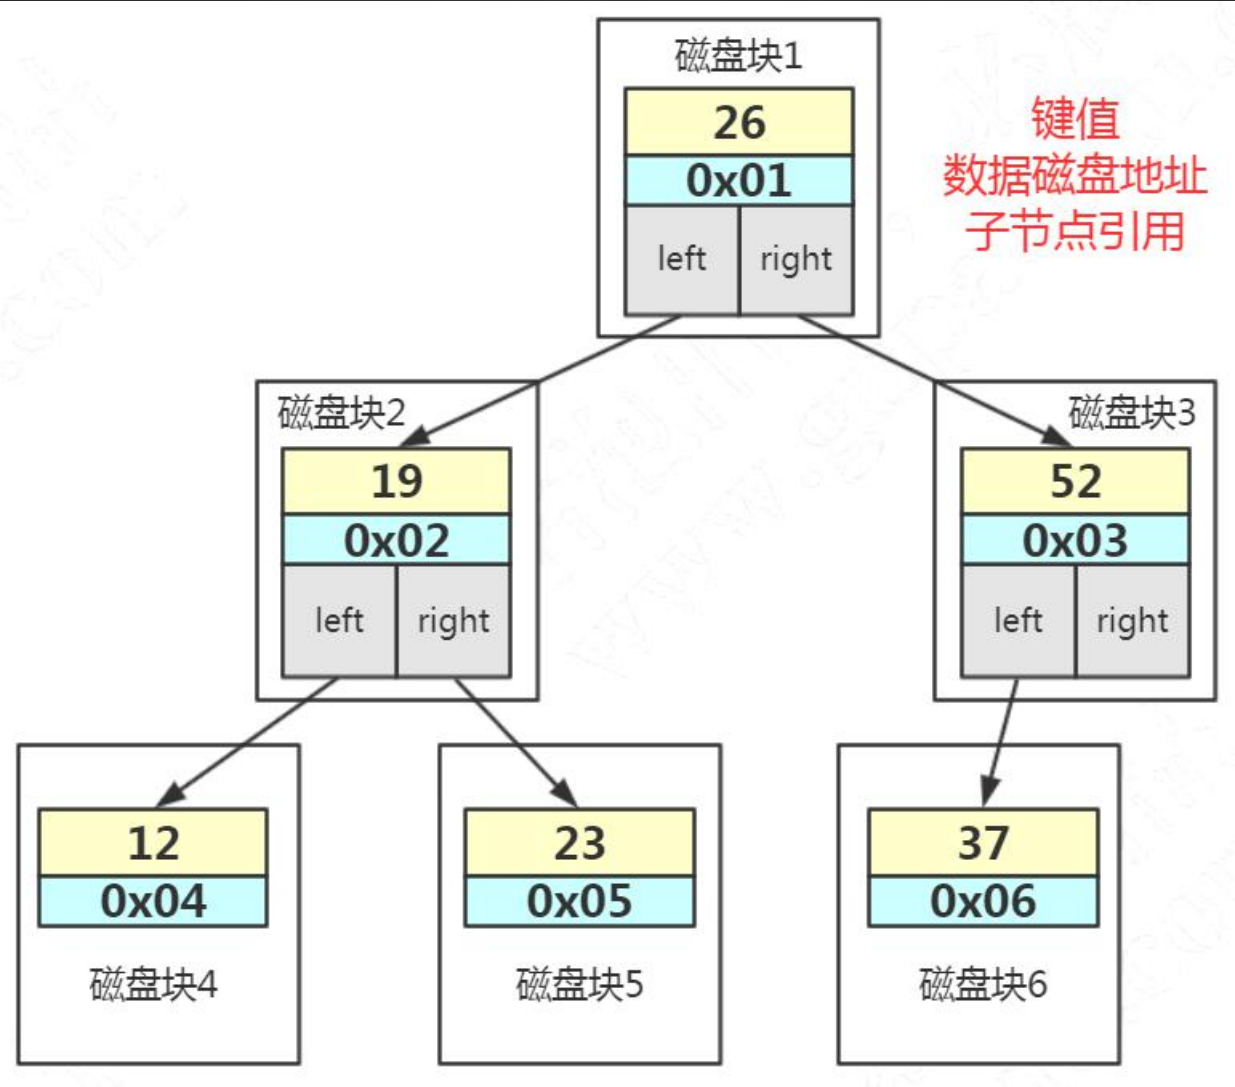 磁盘块1
26
0x01
left
right
键值
数据磁盘地址
子节点引用
磁盘块2
19
0x02
left
right
磁盘块3
52
0x03
left
right
12
0x04
磁盘块4
23
0x05
磁盘块5
37
0x06
磁盘块6